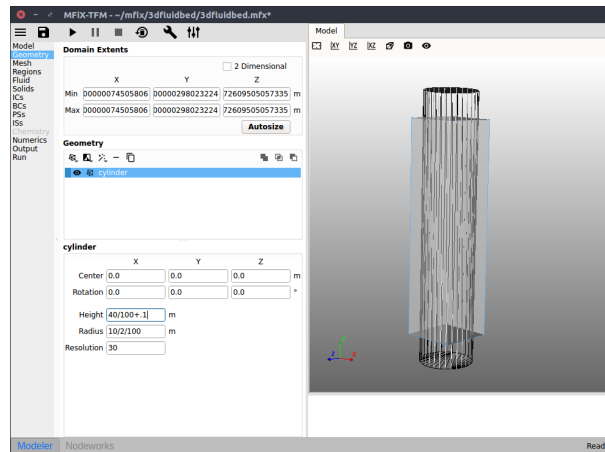 MFiX-TFM - ~/mfix/3dfluidbed/3dfluidbed.mfx*
Model
Geometry
Mesh
Regions
Fluid
Solids
ICs
BCs
PSs
ISs
Chemistry
Numerics
Output
Run
Domain Extents
2 Dimensional
X Y Z
Min 00000074505806 00000298023224 72609505057335 m
Max 00000074505806 00000298023224 72609505057335 m
Autosize
Geometry
cylinder
cylinder
X Y Z
Center 0.0 0.0 0.0 m
Rotation 0.0 0.0 0.0 °
Height 40/100+.1 m
Radius 10/2/100 m
Resolution 30
Model
XY YZ XZ
Y
Z X
Modeler Nodeworks
Read